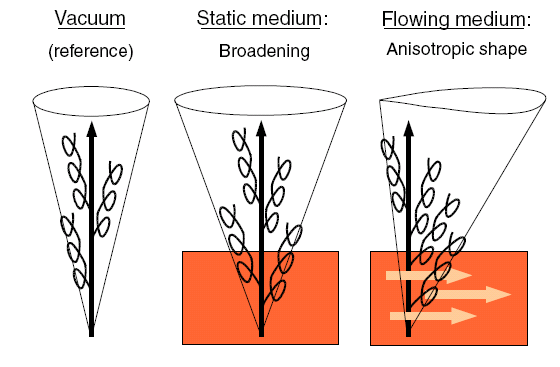 Vacuum
(reference)
Static medium:
Broadening
Flowing medium:
Anisotropic shape